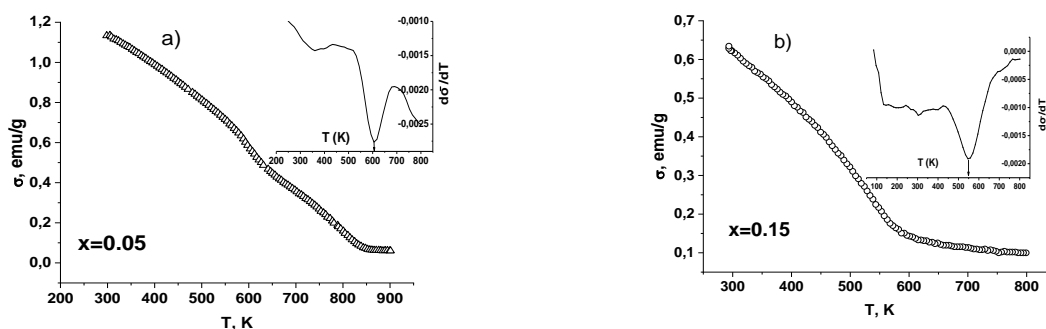 a)
1,2
1,0
0,8
0,6
0,4
0,2
0,0
σ, emu/g
200 300 400 500 600 700 800 900
T, K
x=0.05
-0,0010
-0,0015
-0,0020
-0,0025
dσ/dT
T (K)
200 300 400 500 600 700 800
b)
0,7
0,6
0,5
0,4
0,3
0,2
0,1
σ, emu/g
300 400 500 600 700 800
T, K
x=0.15
0,0000
-0,0005
-0,0010
-0,0015
-0,0020
dσ/dT
T (K)
100 200 300 400 500 600 700 800